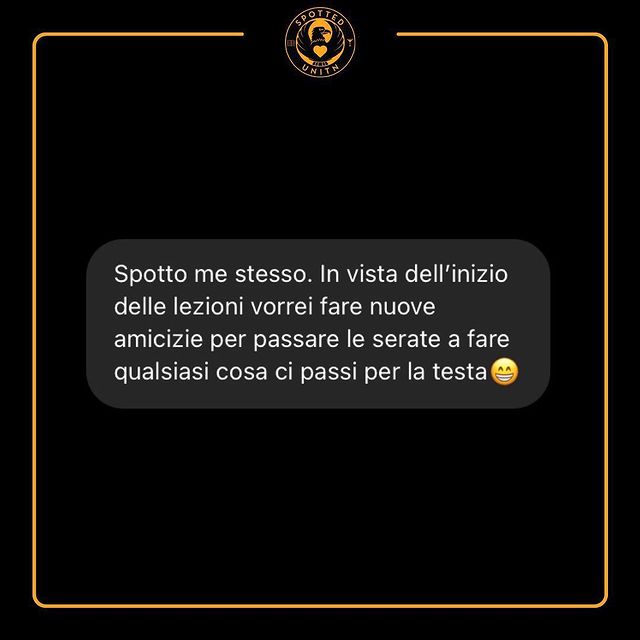 SPOTTED
UNITN
Spotto me stesso. In vista dell’inizio
delle lezioni vorrei fare nuove
amicizie per passare le serate a fare
qualsiasi cosa ci passi per la testa😁